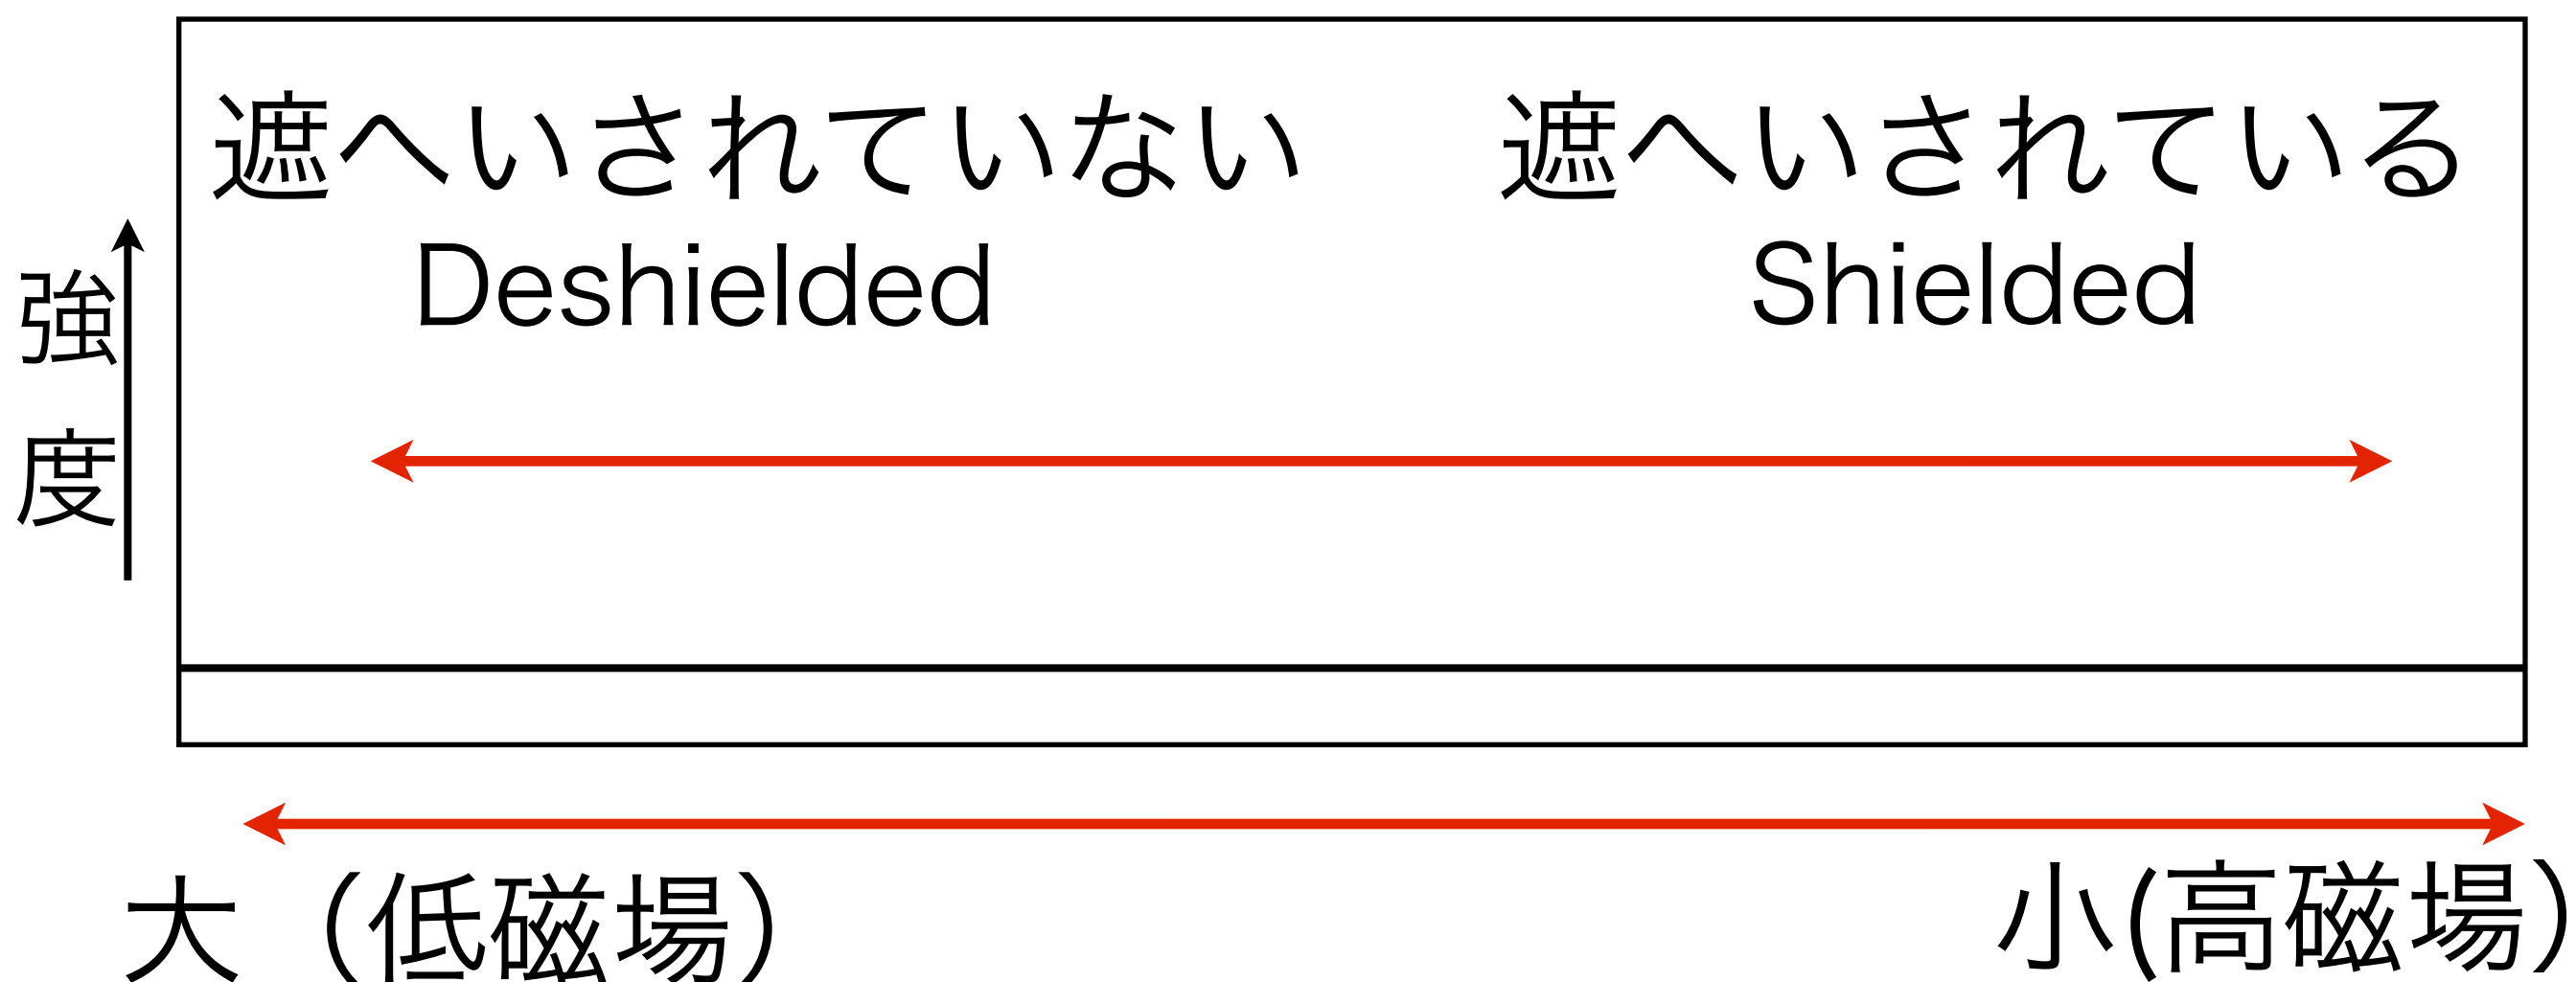 遮へいされていない
Deshielded
遮へいされている
Shielded
強度
大（低磁場）
小(高磁場)